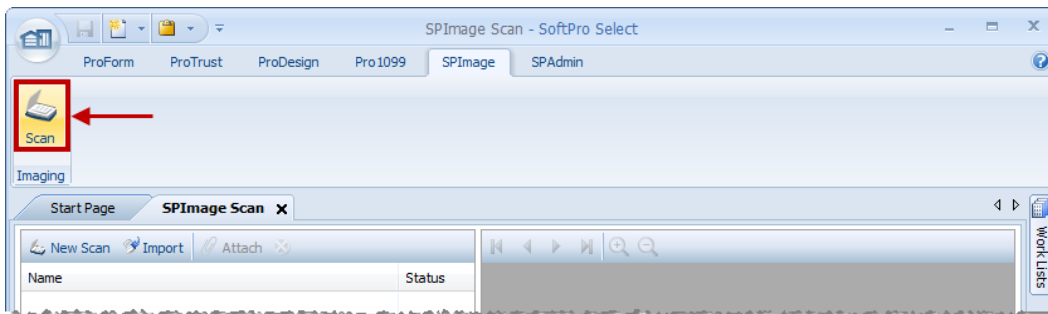 SPImage Scan - SoftPro Select
ProForm ProTrust ProDesign Pro1099 SPImage SPAdmin
Scan
Imaging
Start Page SPImage Scan
New Scan Import Attach
Name Status
Work Lists